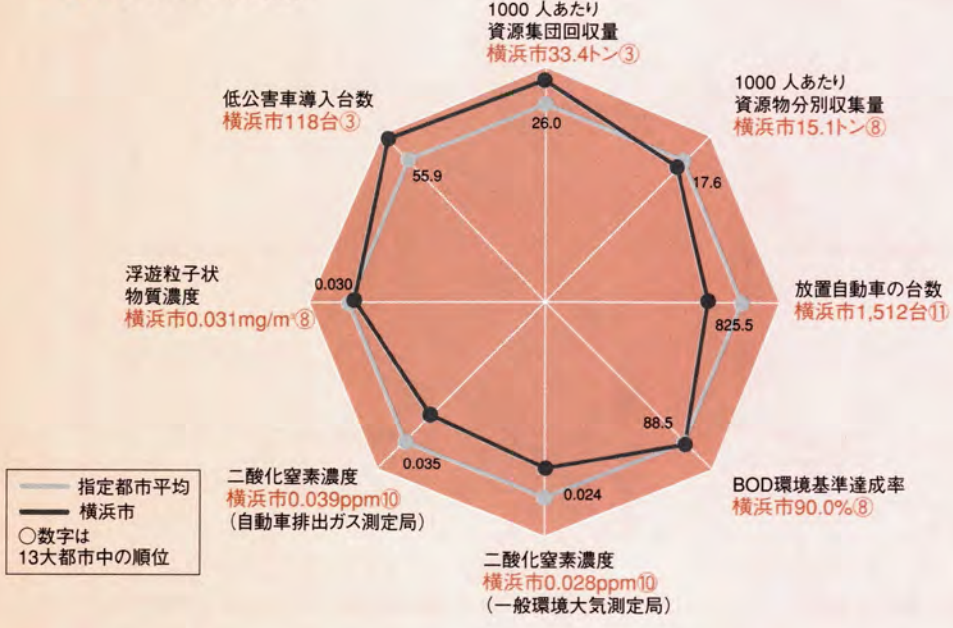 1000 人あたり
資源集団回収量
横浜市33.4トン③
1000 人あたり
資源物分別収集量
横浜市15.1トン⑧
低公害車導入台数
横浜市118台③
26.0
17.6
55.9
浮遊粒子状
物質濃度
横浜市0.031mg/m³⑧
0.030
放置自動車の台数
横浜市1,512台⑪
825.5
88.5
0.035
0.024
二酸化窒素濃度
横浜市0.039ppm⑩
(自動車排出ガス測定局)
BOD環境基準達成率
横浜市90.0%⑧
二酸化窒素濃度
横浜市0.028ppm⑩
(一般環境大気測定局)
指定都市平均
横浜市
○数字は
13大都市中の順位